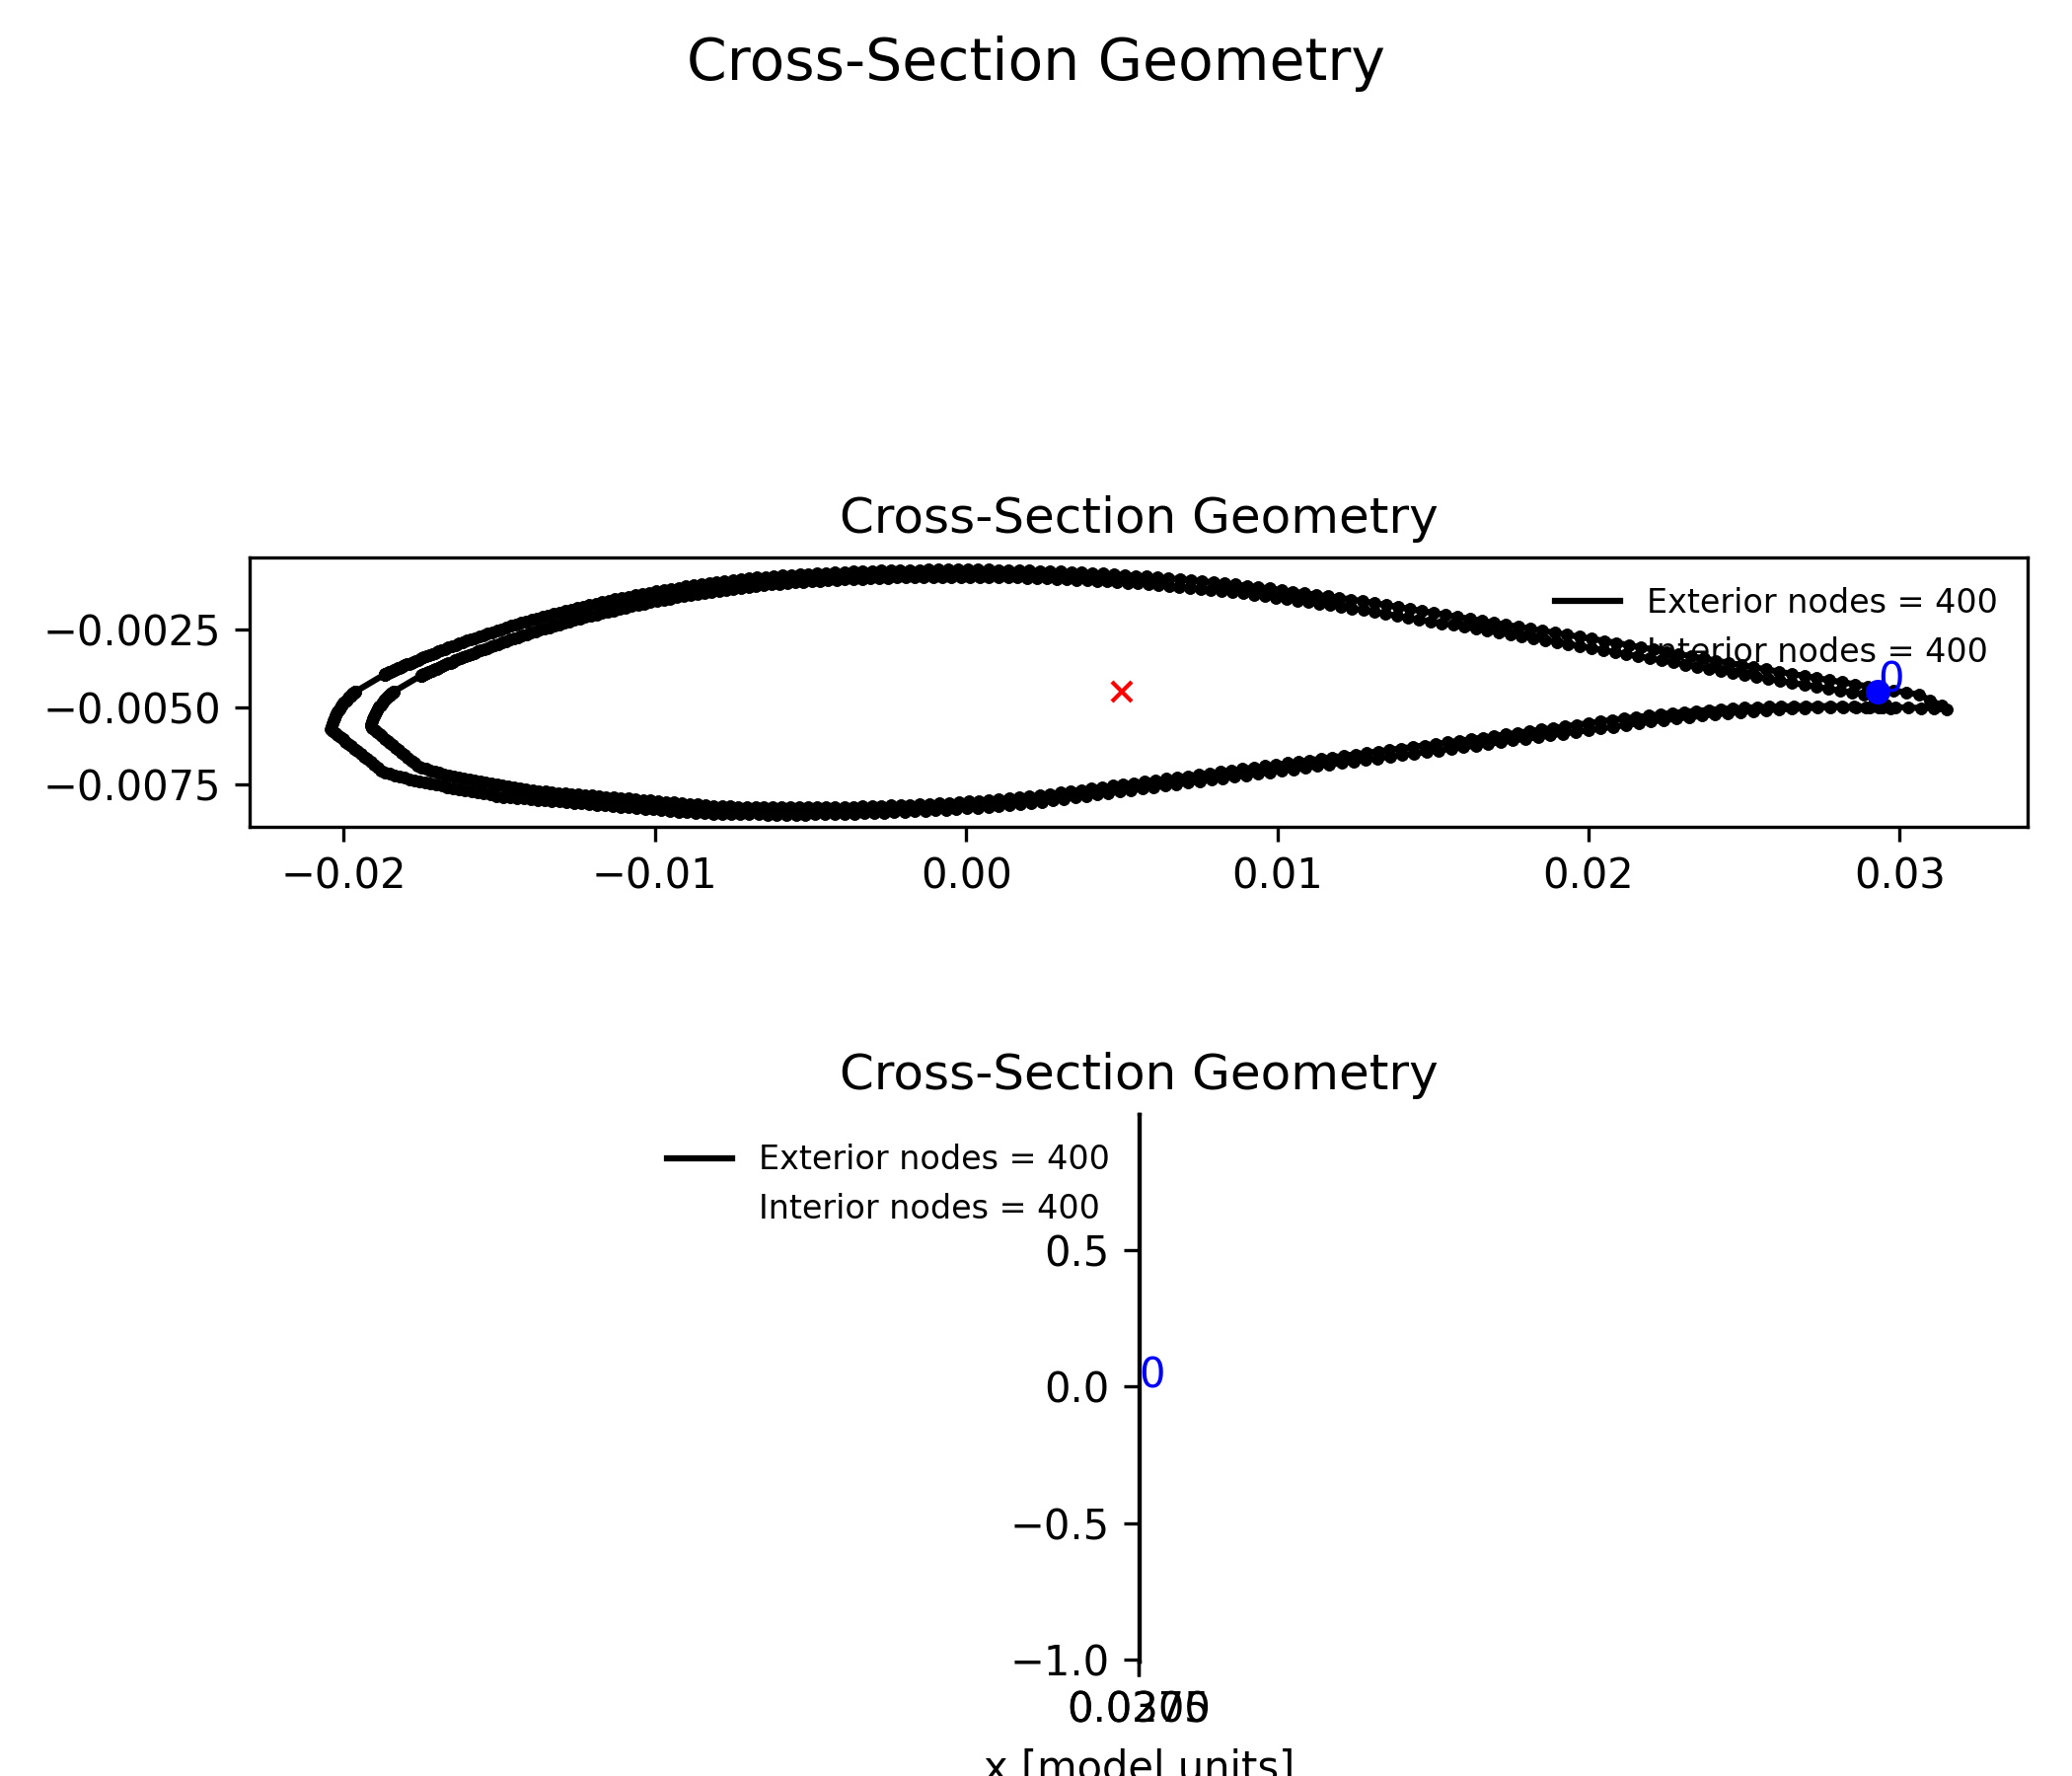 Cross-Section Geometry
Cross-Section Geometry
Exterior nodes = 400
Interior nodes = 400
0
−0.0025
−0.0050
−0.0075
−0.02
−0.01
0.00
0.01
0.02
0.03
Cross-Section Geometry
Exterior nodes = 400
Interior nodes = 400
0.5
0
0.0
−0.5
−1.0
x [model units]